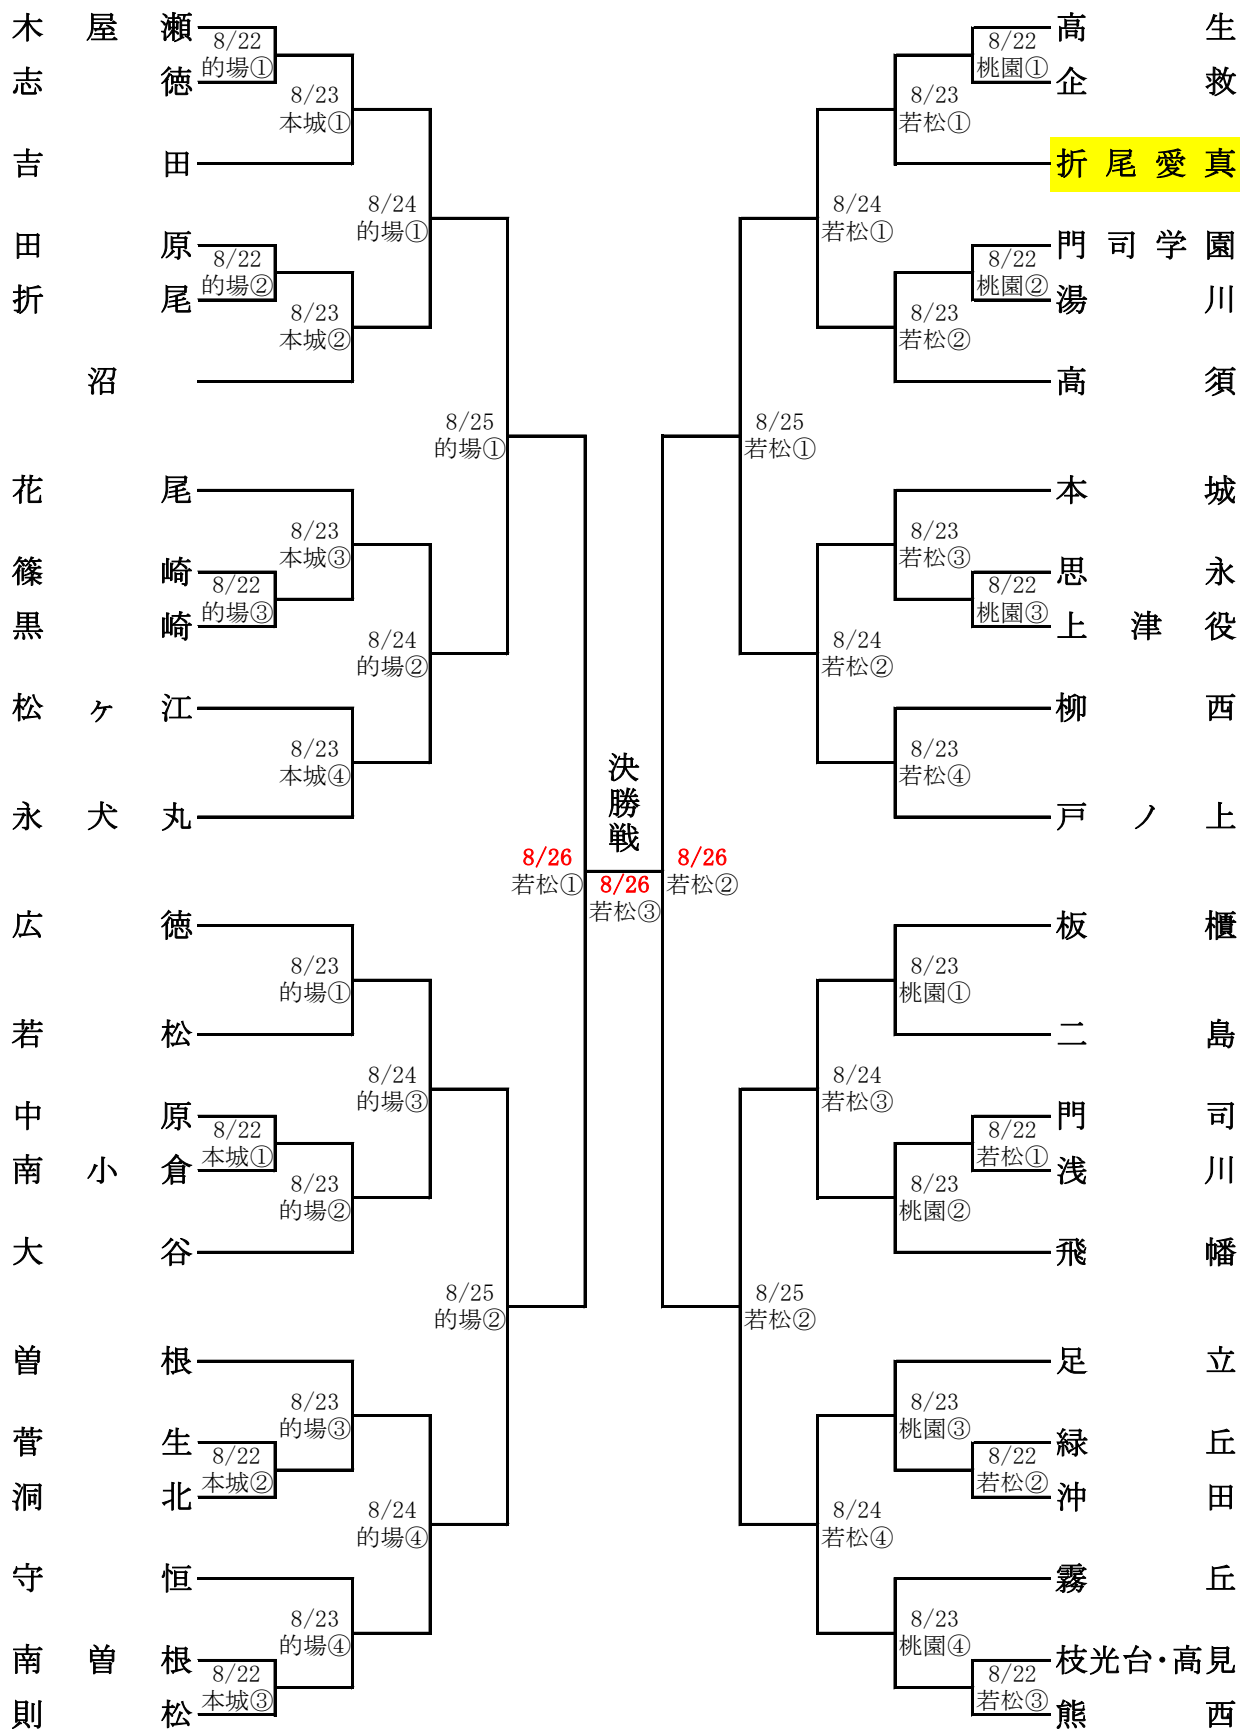 木屋瀬
8/22
的場①
志徳
8/23
本城①
吉田
8/24
的場①
田原
8/22
的場②
折尾
8/23
本城②
沼
8/25
的場①
花尾
8/23
本城③
篠崎
8/22
的場③
黒崎
8/24
的場②
松ヶ江
8/23
本城④
永犬丸
8/26
若松①
広徳
8/23
的場①
若松
8/24
的場③
中原
8/22
本城①
南小倉
8/23
的場②
大谷
8/25
的場②
曽根
8/23
的場③
菅生
8/22
本城②
洞北
8/24
的場④
守恒
8/23
的場④
南曽根
8/22
本城③
則松
決勝戦
8/26
若松③
高生
8/22
桃園①
企救
8/23
若松①
折尾愛真
8/24
若松①
門司学園
8/22
桃園②
湯川
8/23
若松②
高須
8/25
若松①
本城
8/23
若松③
思永
8/22
桃園③
上津役
8/24
若松②
柳西
8/23
若松④
戸ノ上
8/26
若松②
板櫃
8/23
桃園①
二島
8/24
若松③
門司
8/22
若松①
浅川
8/23
桃園②
飛幡
8/25
若松②
足立
8/23
桃園③
緑丘
8/22
若松②
沖田
8/24
若松④
霧丘
8/23
桃園④
枝光台・高見
8/22
若松③
熊西